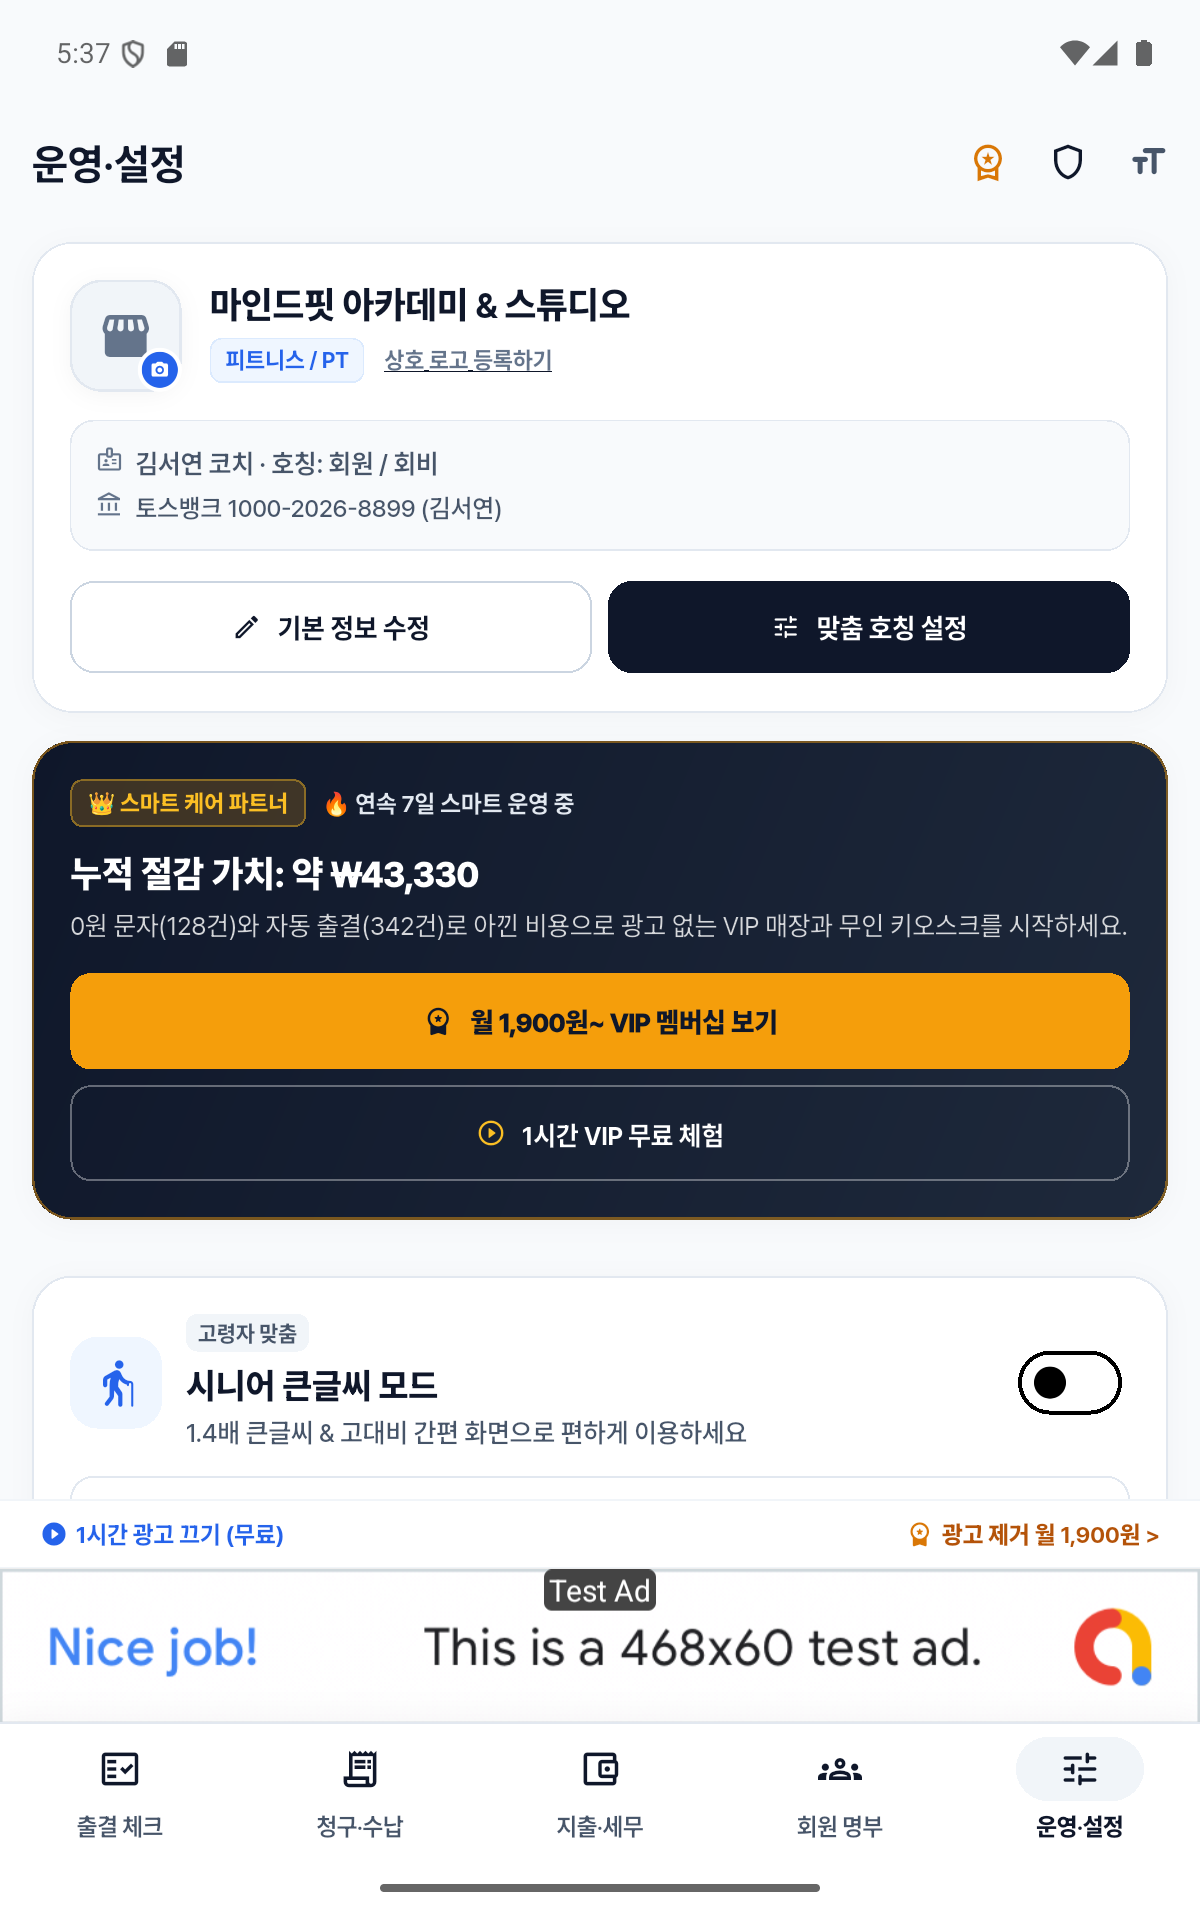 5:37
운영·설정
마인드핏 아카데미 & 스튜디오
피트니스 / PT
상호 로고 등록하기
김서연 코치 · 호칭: 회원 / 회비
토스뱅크 1000-2026-8899 (김서연)
기본 정보 수정
맞춤 호칭 설정
👑 스마트 케어 파트너
🔥 연속 7일 스마트 운영 중
누적 절감 가치: 약 ₩43,330
0원 문자(128건)와 자동 출결(342건)로 아낀 비용으로 광고 없는 VIP 매장과 무인 키오스크를 시작하세요.
월 1,900원~ VIP 멤버십 보기
1시간 VIP 무료 체험
고령자 맞춤
시니어 큰글씨 모드
1.4배 큰글씨 & 고대비 간편 화면으로 편하게 이용하세요
1시간 광고 끄기 (무료)
광고 제거 월 1,900원 >
Test Ad
Nice job!
This is a 468x60 test ad.
출결 체크
청구·수납
지출·세무
회원 명부
운영·설정